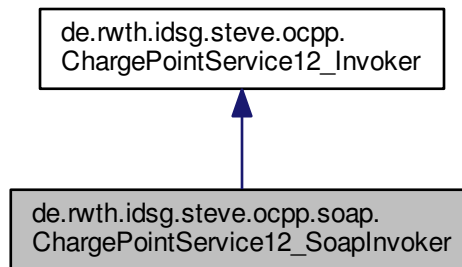 de.rwth.idsg.steve.ocpp.
ChargePointService12_Invoker
de.rwth.idsg.steve.ocpp.soap.
ChargePointService12_SoapInvoker